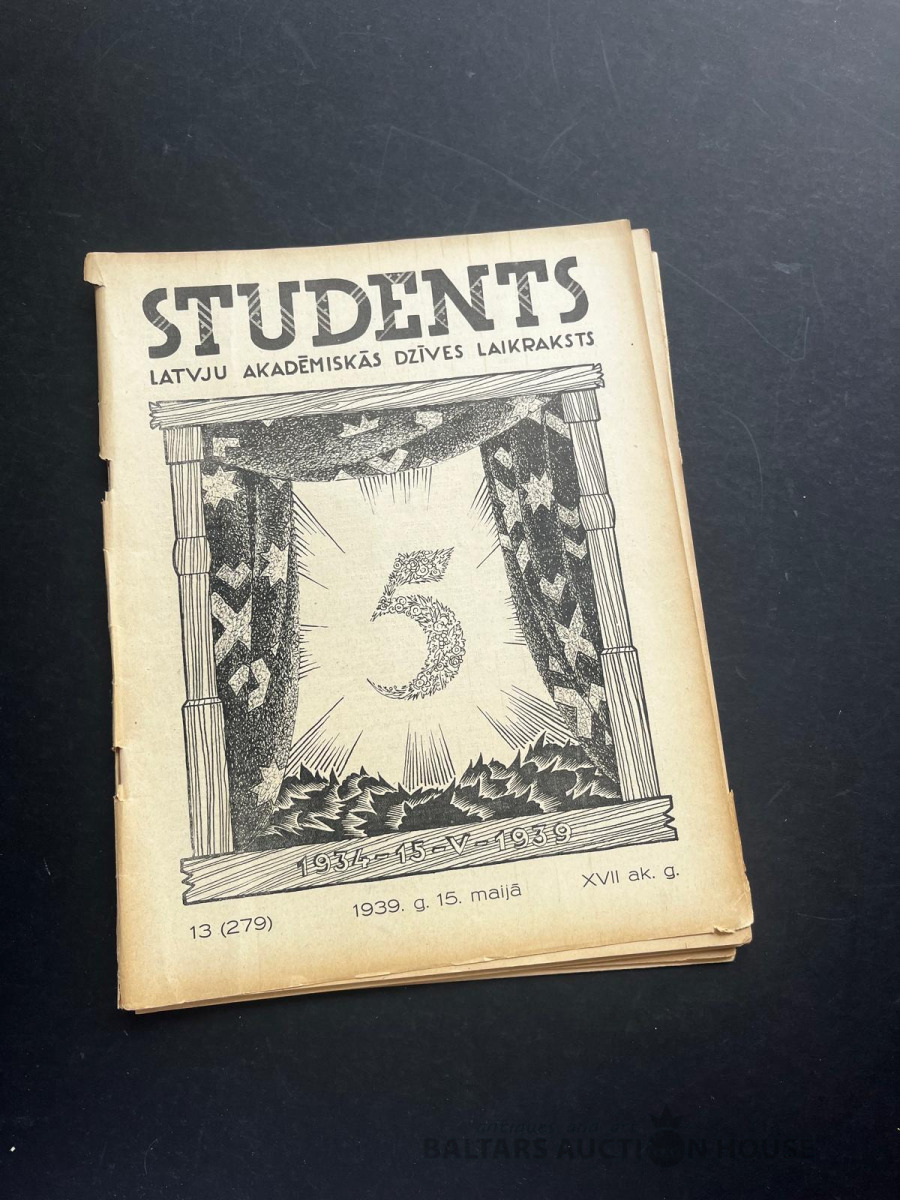 STUDENTS
LATVJU AKADĒMISKĀS DZĪVES LAIKRAKSTS
5
1934-15-V-1939
13 (279)
1939. g. 15. maijā
XVII ak. g.
BALTARS AUCTION HOUSE